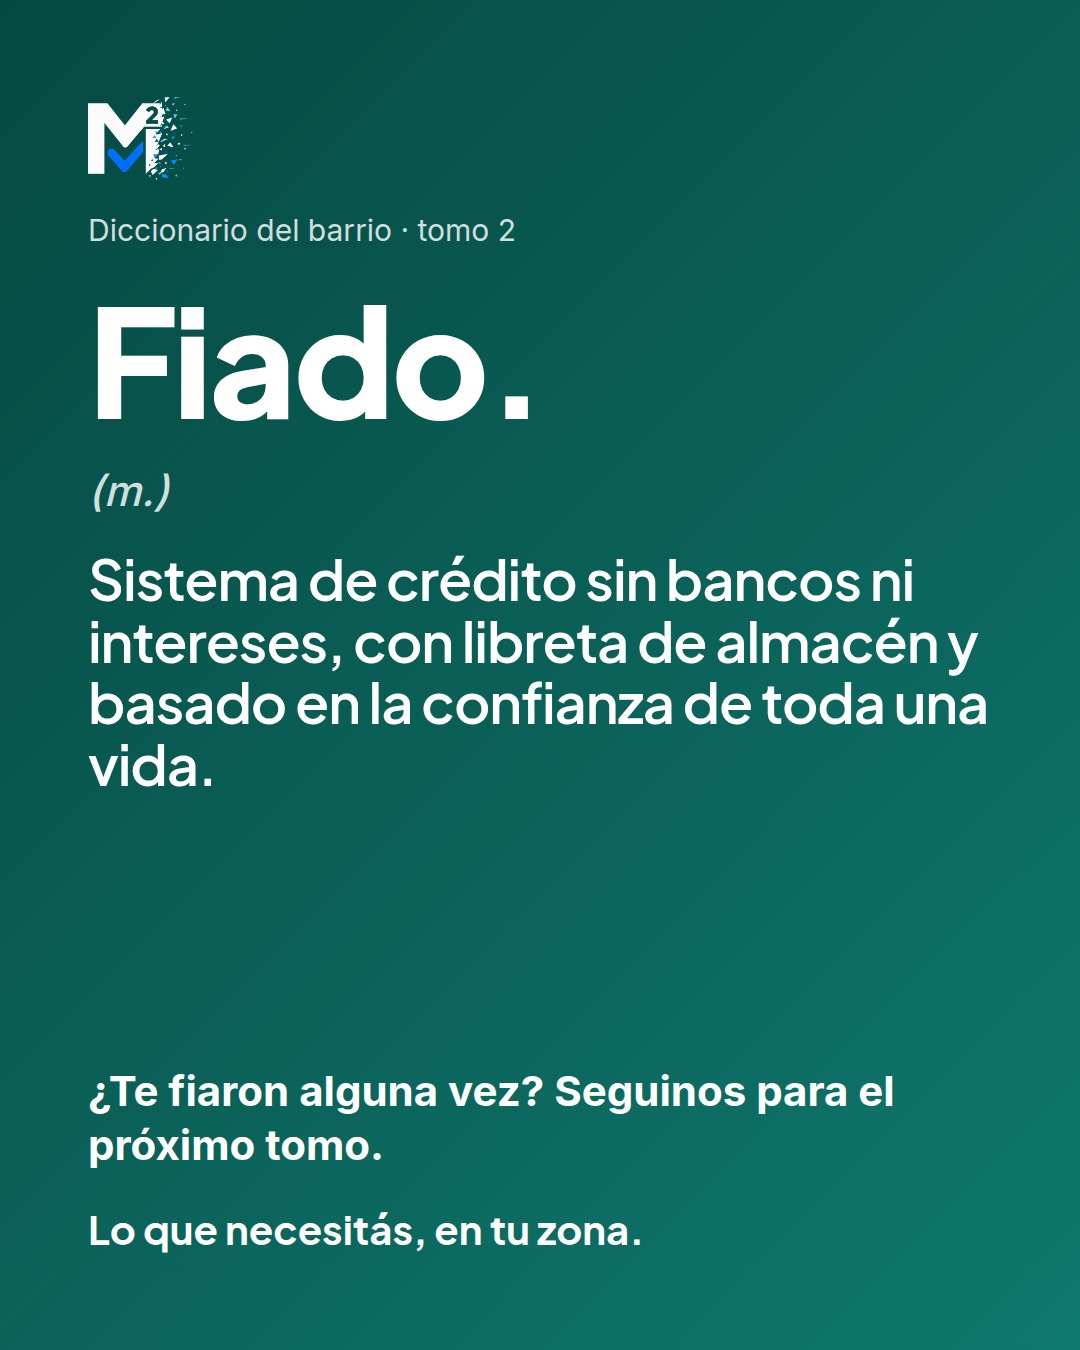 M2
Diccionario del barrio · tomo 2
Fiado.
(m.)
Sistema de crédito sin bancos ni
intereses, con libreta de almacén y
basado en la confianza de toda una
vida.
¿Te fiaron alguna vez? Seguinos para el
próximo tomo.
Lo que necesitás, en tu zona.